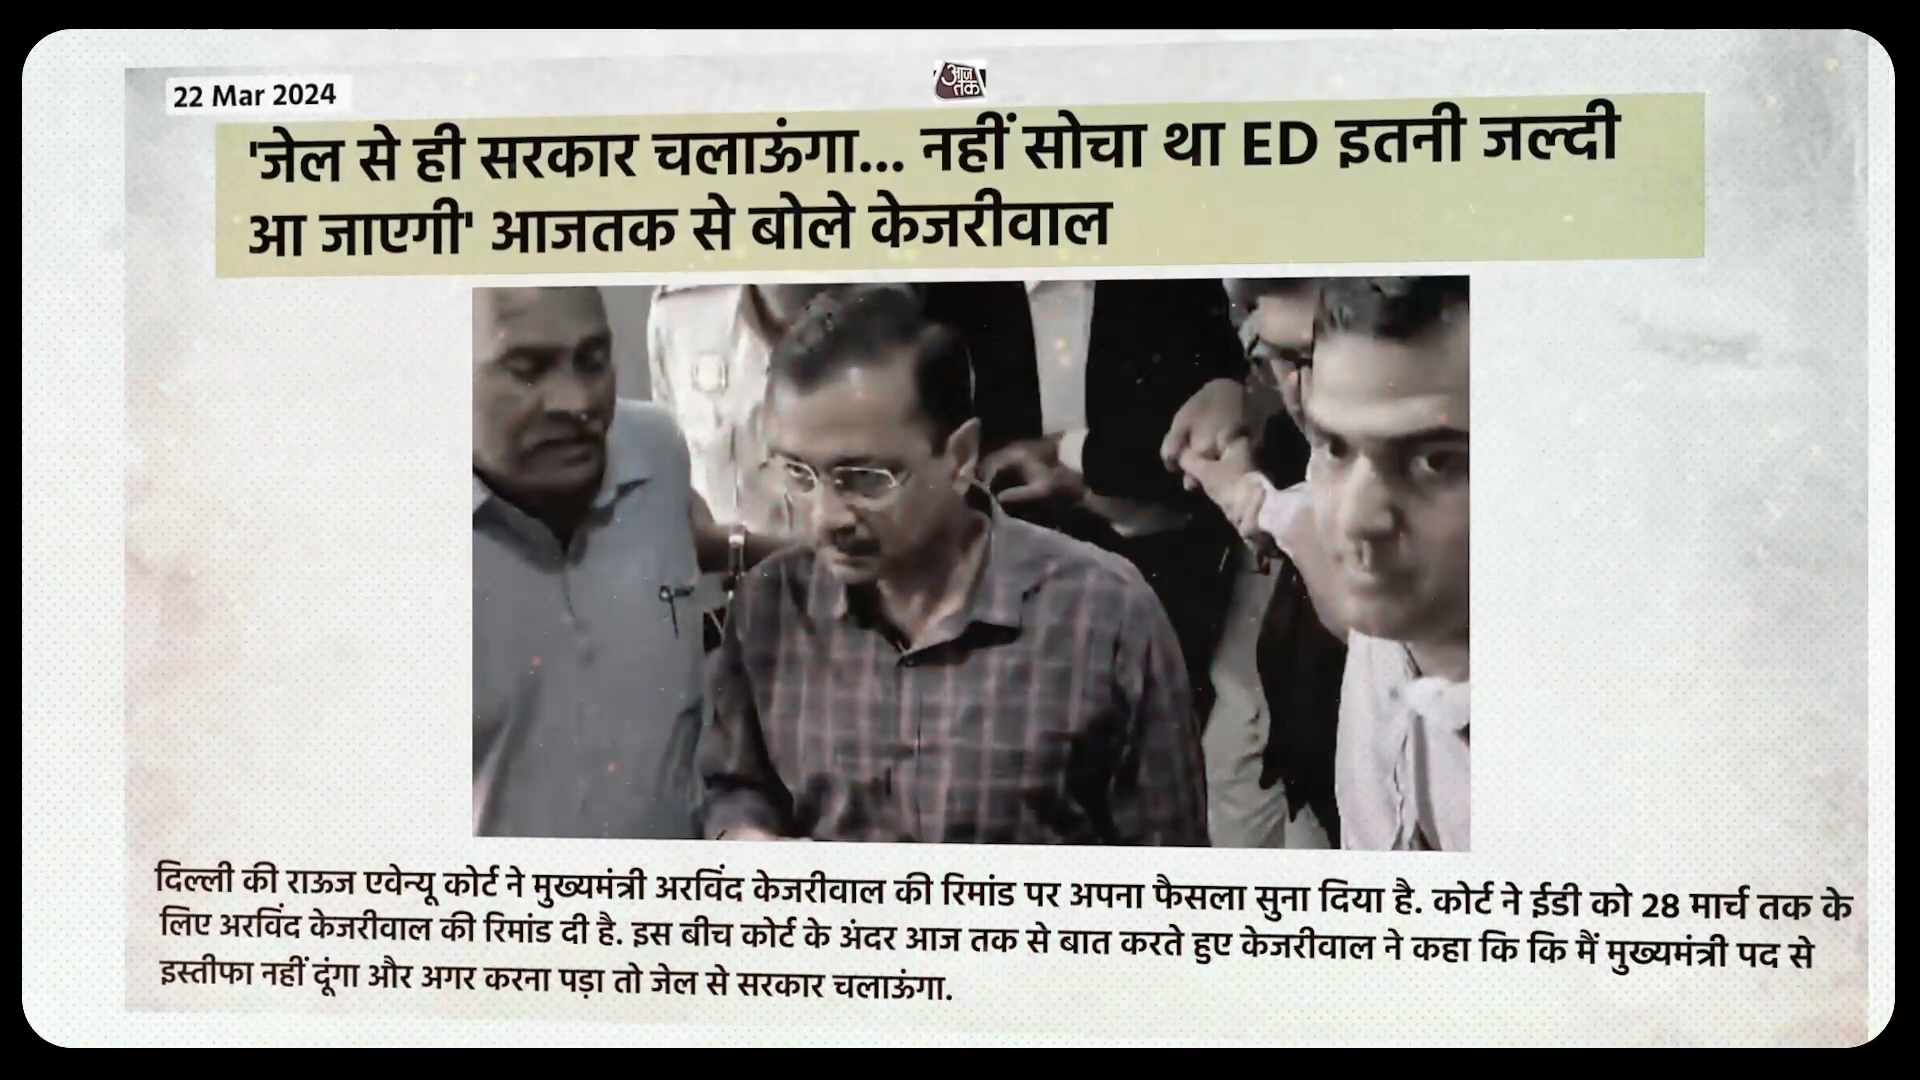 22 Mar 2024
आज
तक
'जेल से ही सरकार चलाऊंगा... नहीं सोचा था ED इतनी जल्दी
आ जाएगी' आजतक से बोले केजरीवाल
दिल्ली की राऊज एवेन्यू कोर्ट ने मुख्यमंत्री अरविंद केजरीवाल की रिमांड पर अपना फैसला सुना दिया है. कोर्ट ने ईडी को 28 मार्च तक के
लिए अरविंद केजरीवाल की रिमांड दी है. इस बीच कोर्ट के अंदर आज तक से बात करते हुए केजरीवाल ने कहा कि कि मैं मुख्यमंत्री पद से
इस्तीफा नहीं दूंगा और अगर करना पड़ा तो जेल से सरकार चलाऊंगा.